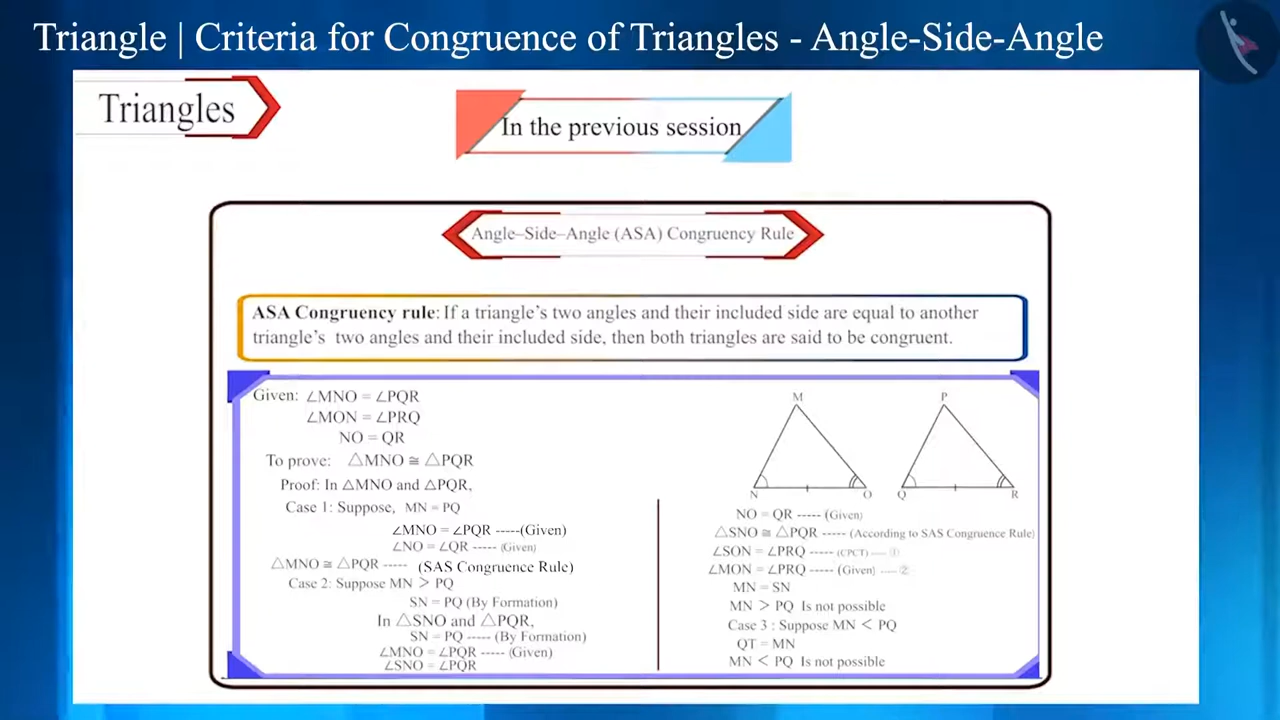 Triangle | Criteria for Congruence of Triangles - Angle-Side-Angle
Triangles
In the previous session
Angle–Side–Angle (ASA) Congruency Rule
ASA Congruency rule: If a triangle's two angles and their included side are equal to another
triangle's two angles and their included side, then both triangles are said to be congruent.
Given: ∠MNO = ∠PQR
∠MON = ∠PRQ
NO = QR
To prove: △MNO ≅ △PQR
Proof: In △MNO and △PQR,
Case 1: Suppose, MN = PQ
∠MNO = ∠PQR -----(Given)
∠NO = ∠QR ----- (Given)
△MNO ≅ △PQR ----- (SAS Congruence Rule)
Case 2: Suppose MN > PQ
SN = PQ (By Formation)
In △SNO and △PQR,
SN = PQ ----- (By Formation)
∠MNO = ∠PQR ----- (Given)
∠SNO = ∠PQR
M
N
O
P
Q
R
NO = QR ----- (Given)
△SNO ≅ △PQR ----- (According to SAS Congruence Rule)
∠SON = ∠PRQ ----- (CPCT) ---- ①
∠MON = ∠PRQ ----- (Given) ---- ②
MN = SN
MN > PQ Is not possible
Case 3 : Suppose MN < PQ
QT = MN
MN < PQ Is not possible